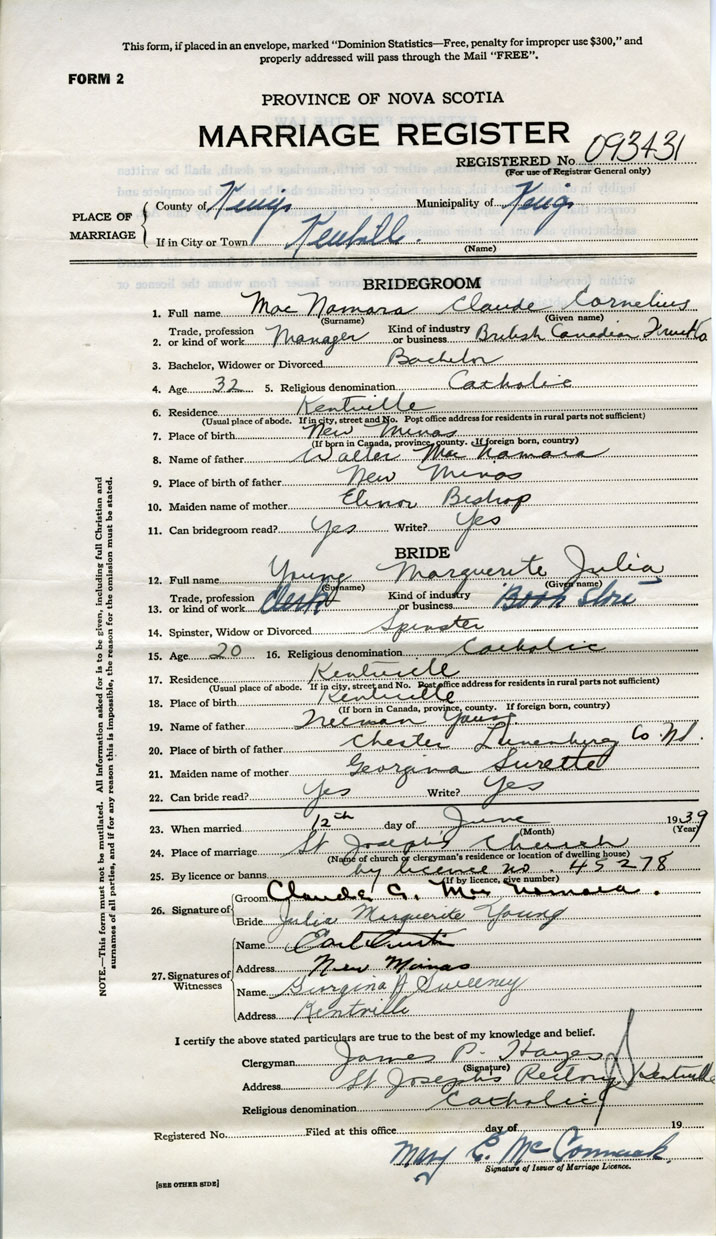 This form, if placed in an envelope, marked "Dominion Statistics—Free, penalty for improper use $300," and
properly addressed will pass through the Mail "FREE".
FORM 2
PROVINCE OF NOVA SCOTIA
MARRIAGE REGISTER
REGISTERED No. 093431
(For use of Registrar General only)
PLACE OF MARRIAGE
County of Kings Municipality of Kings
If in City or Town Kentville.
(Name)
BRIDEGROOM
1. Full name Mac Namara Claude Cornelius
(Surname) (Given name)
2. Trade, profession or kind of work Manager Kind of industry or business British Canadian Fruit Co
3. Bachelor, Widower or Divorced Bachelor
4. Age 32 5. Religious denomination Catholic
6. Residence Kentville
(Usual place of abode. If in city, street and No. Post office address for residents in rural parts not sufficient)
7. Place of birth New Minas
(If born in Canada, province, county. If foreign born, country)
8. Name of father Walter Mac Namara
9. Place of birth of father New Minas
10. Maiden name of mother Elinor Bishop
11. Can bridegroom read? Yes Write? Yes
BRIDE
12. Full name Young Marguerite Julia
(Surname) (Given name)
13. Trade, profession or kind of work Clerk Kind of industry or business Book Store
14. Spinster, Widow or Divorced Spinster
15. Age 20 16. Religious denomination Catholic
17. Residence Kentville
(Usual place of abode. If in city, street and No. Post office address for residents in rural parts not sufficient)
18. Place of birth Kentville
(If born in Canada, province, county. If foreign born, country)
19. Name of father Freeman Young
20. Place of birth of father Chester Lunenburg Co NS.
21. Maiden name of mother Georgina Surette
22. Can bride read? Yes Write? Yes
23. When married 12th day of June 1939
(Month) (Year)
24. Place of marriage St Josephs Church
(Name of church or clergyman's residence or location of dwelling house)
25. By licence or banns by licence no 45278
(If by licence, give number)
26. Signature of
Groom Claude C. Mac Namara.
Bride Julia Marguerite Young
27. Signatures of Witnesses
Name Earl
Address New Minas
Name Georgina A Sweeney
Address Kentville
I certify the above stated particulars are true to the best of my knowledge and belief.
Clergyman James P. Hayes
(Signature)
Address St Josephs Rectory Kentville
Religious denomination Catholic
Registered No. Filed at this office day of 19
Mary E. McCormack.
Signature of Issuer of Marriage Licence.
[SEE OTHER SIDE]
NOTE.—This form must not be mutilated. All information asked for is to be given, including full Christian and
surnames of all parties, and if for any reason this is impossible, the reason for the omission must be stated.